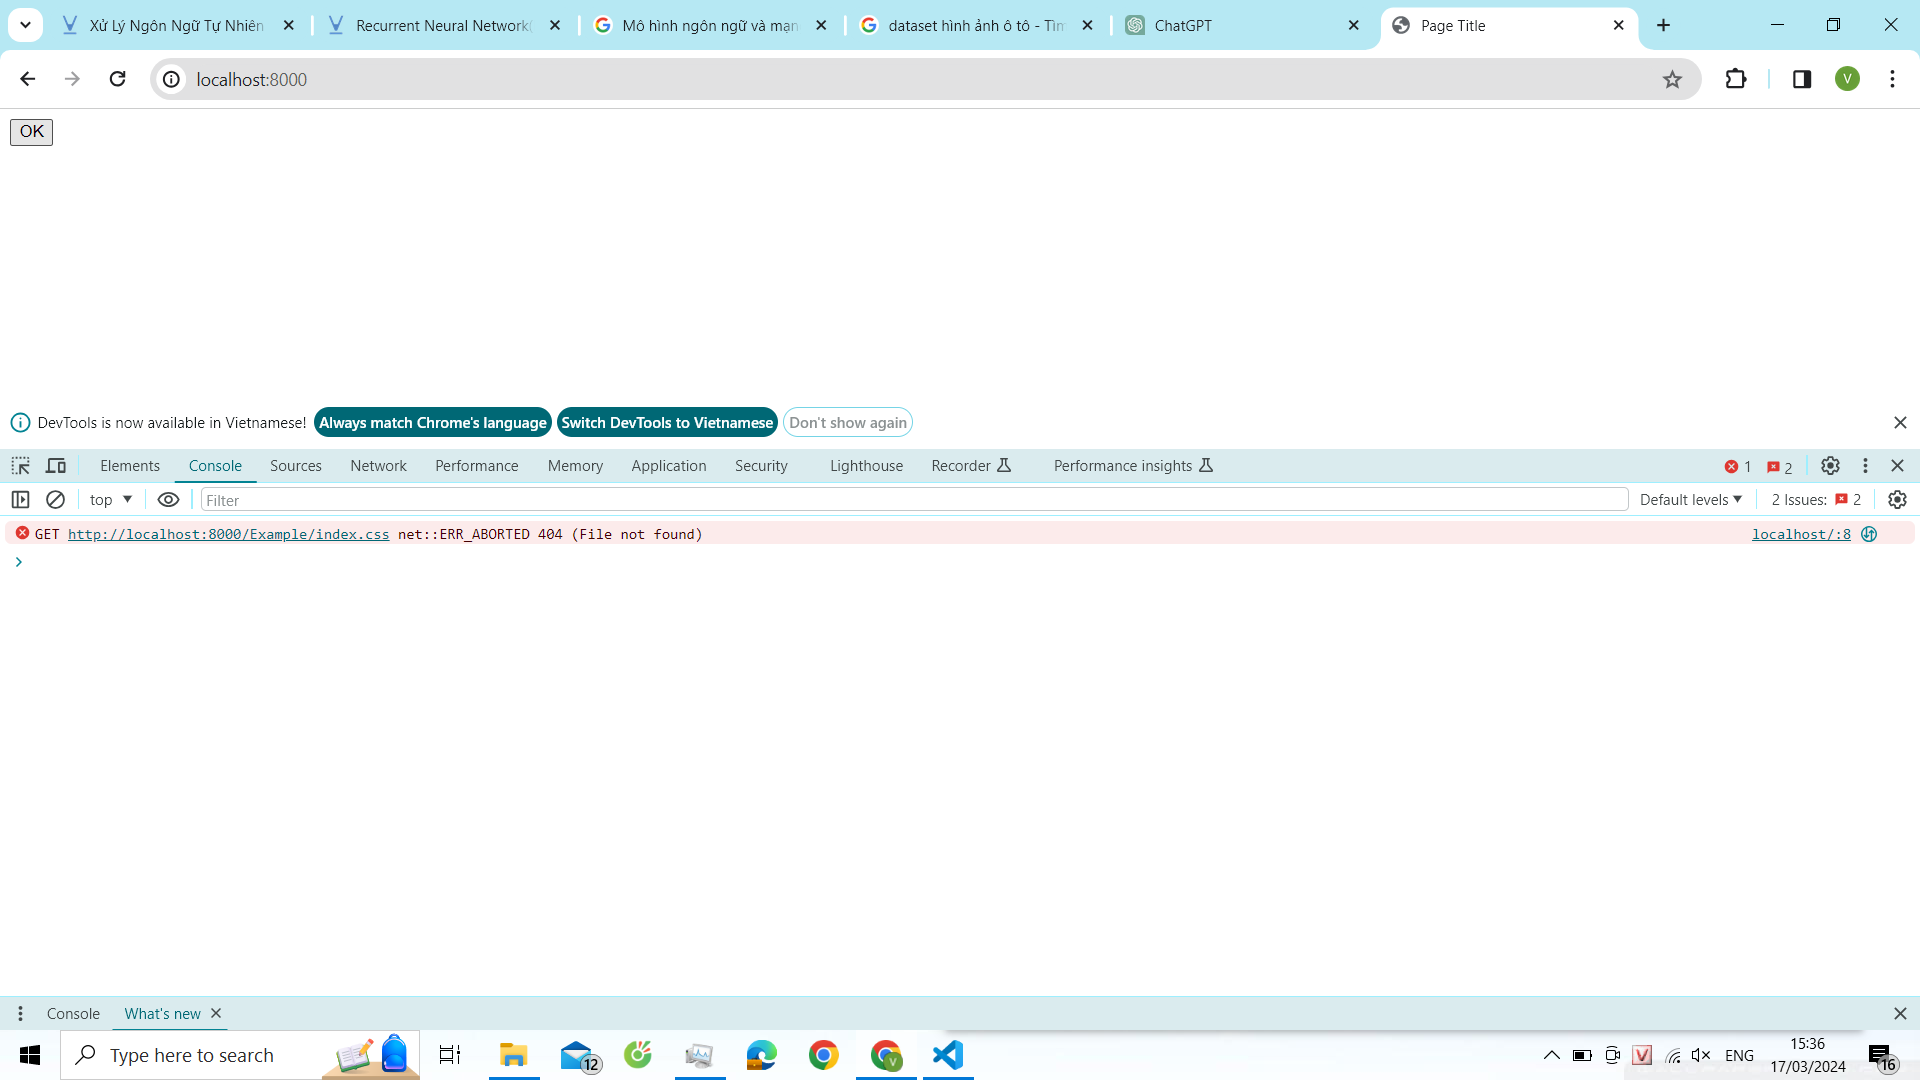 Xử Lý Ngôn Ngữ Tự Nhiên
Recurrent Neural Network(
Mô hình ngôn ngữ và mạn
dataset hình ảnh ô tô - Tìm
ChatGPT
Page Title
localhost:8000
V
OK
DevTools is now available in Vietnamese!
Always match Chrome's language
Switch DevTools to Vietnamese
Don't show again
Elements
Console
Sources
Network
Performance
Memory
Application
Security
Lighthouse
Recorder
Performance insights
1
2
top
Filter
Default levels
2 Issues:
2
GET http://localhost:8000/Example/index.css net::ERR_ABORTED 404 (File not found)
localhost/:8
Console
What's new
Type here to search
12
V
V
ENG
15:36
17/03/2024
16